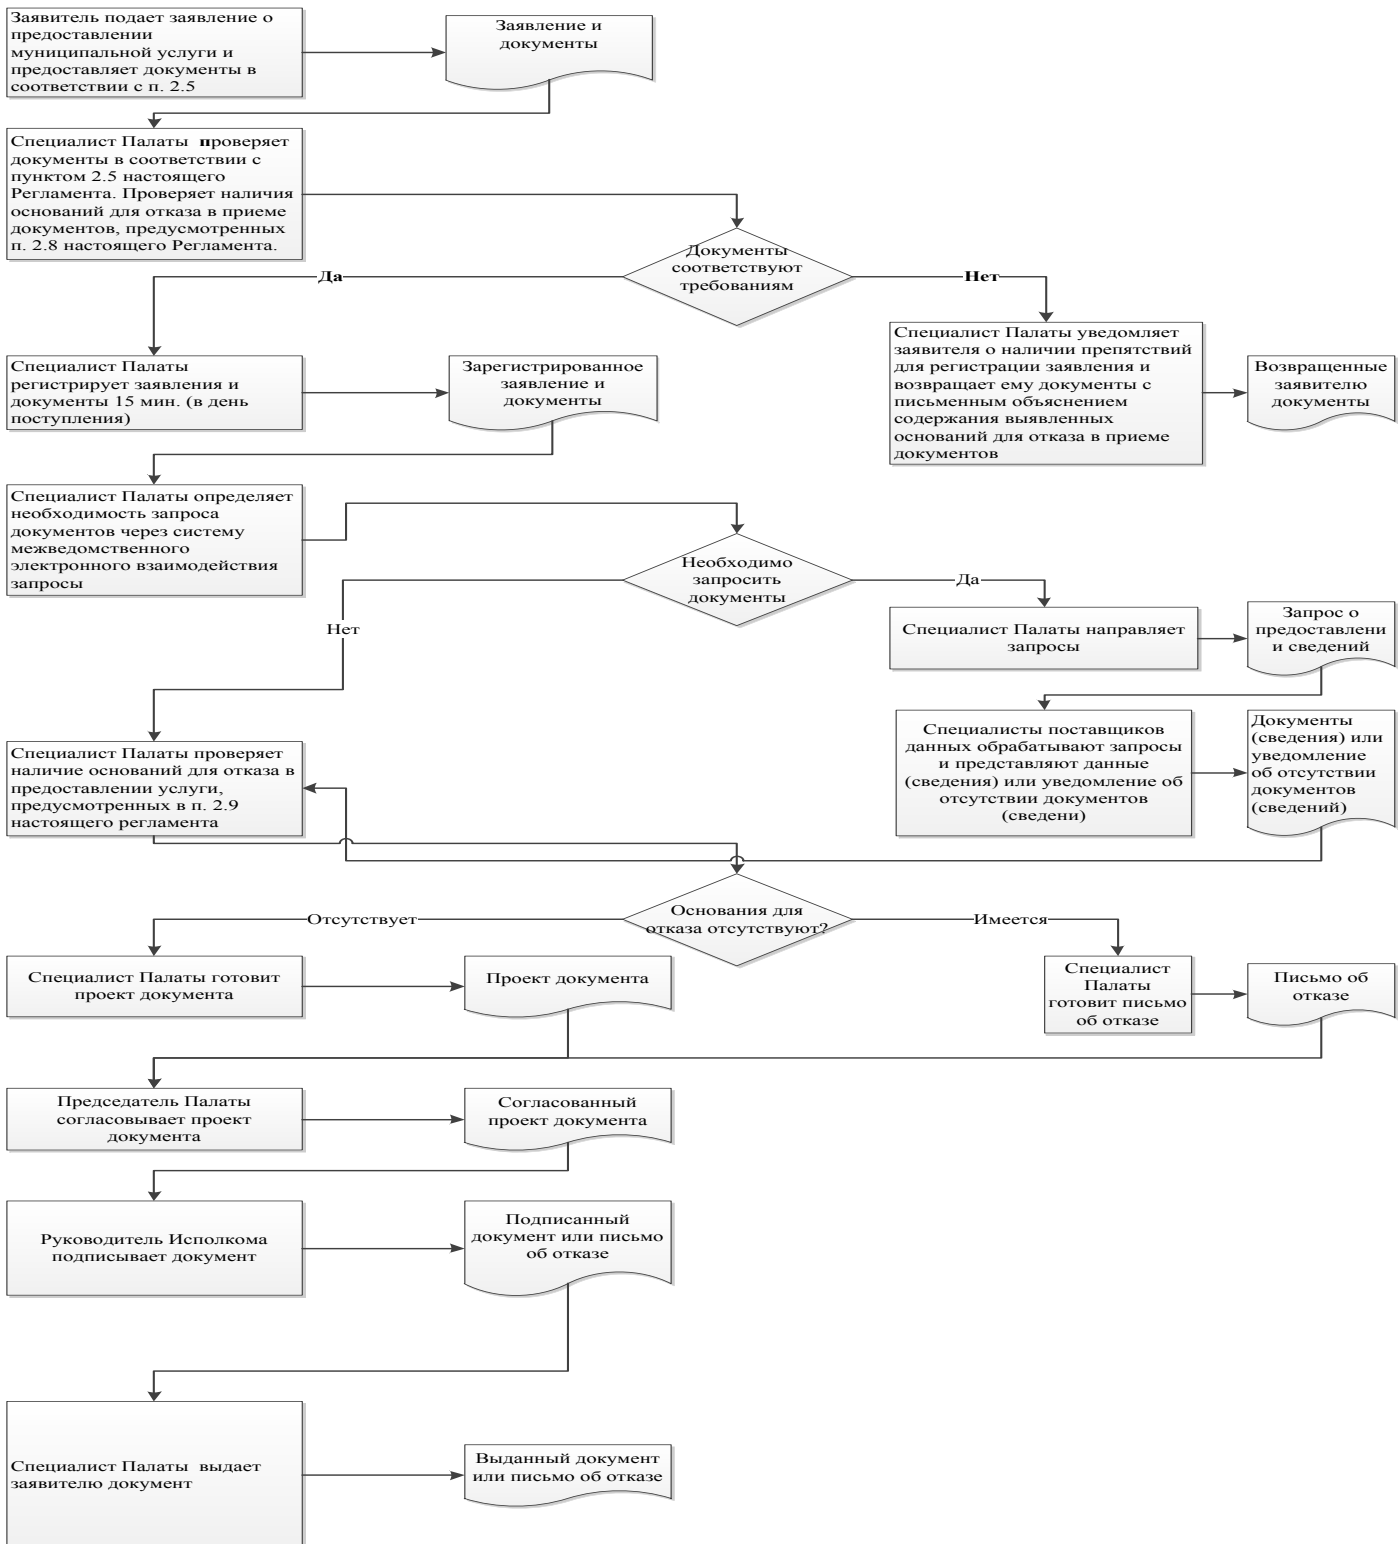 Заявитель подает заявление о
предоставлении
муниципальной услуги и
предоставляет документы в
соответствии с п. 2.5
Заявление и
документы
Специалист Палаты  проверяет
документы в соответствии с
пунктом 2.5 настоящего
Регламента. Проверяет наличия
оснований для отказа в приеме
документов, предусмотренных
п. 2.8 настоящего Регламента.
Документы
соответствуют
требованиям
Да
Нет
Специалист Палаты
регистрирует заявления и
документы 15 мин. (в день
поступления)
Зарегистрированное
заявление и
документы
Специалист Палаты уведомляет
заявителя о наличии препятствий
для регистрации заявления и
возвращает ему документы с
письменным объяснением
содержания выявленных
оснований для отказа в приеме
документов
Возвращенные
заявителю
документы
Специалист Палаты определяет
необходимость запроса
документов через систему
межведомственного
электронного взаимодействия
запросы
Необходимо
запросить
документы
Да
Нет
Специалист Палаты направляет
запросы
Запрос о
предоставлени
и сведений
Специалисты поставщиков
данных обрабатывают запросы
и представляют данные
(сведения) или уведомление об
отсутствии документов
(сведени)
Документы
(сведения) или
уведомление
об отсутствии
документов
(сведений)
Специалист Палаты проверяет
наличие оснований для отказа в
предоставлении услуги,
предусмотренных в п. 2.9
настоящего регламента
Основания для
отказа отсутствуют?
Отсутствует
Имеется
Специалист Палаты готовит
проект документа
Проект документа
Специалист
Палаты
готовит письмо
об отказе
Письмо об
отказе
Председатель Палаты
согласовывает проект
документа
Согласованный
проект документа
Руководитель Исполкома
подписывает документ
Подписанный
документ или письмо
об отказе
Специалист Палаты  выдает
заявителю документ
Выданный документ
или письмо об отказе